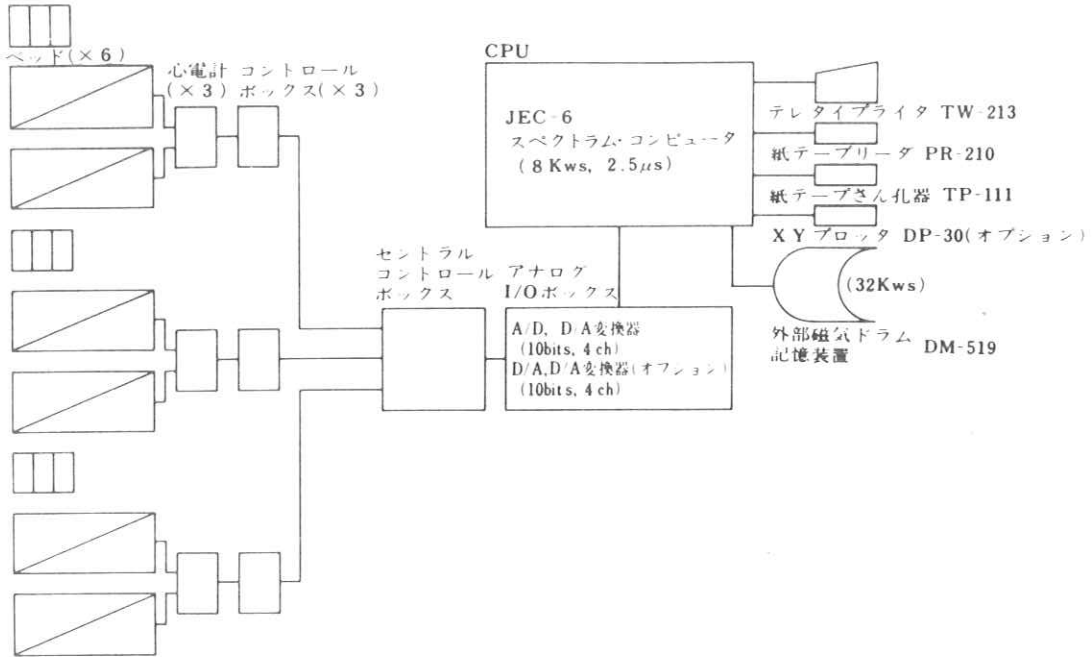 ベッド(×6)
心電計 コントロール
(×3) ボックス(×3)
CPU
JEC-6
スペクトラム・コンピュータ
(8 Kws, 2.5μs)
テレタイプライタ TW-213
紙テープリーダ PR-210
紙テープさん孔器 TP-111
XYプロッタ DP-30(オプション)
(32Kws)
外部磁気ドラム
記憶装置 DM-519
セントラル
コントロール
ボックス
アナログ
I/Oボックス
A/D, D/A変換器
(10bits, 4 ch)
D/A,D/A変換器(オプション)
(10bits, 4 ch)